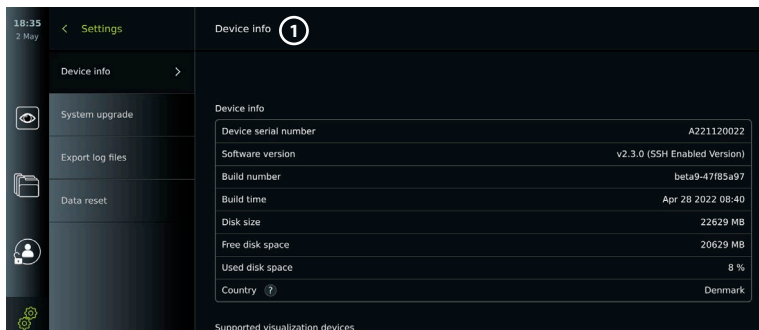 18:35
2 May
Settings
Device info
1
Device info
System upgrade
Export log files
Data reset
Device info
Device serial number A221120022
Software version v2.3.0 (SSH Enabled Version)
Build number beta9-47f85a97
Build time Apr 28 2022 08:40
Disk size 22629 MB
Free disk space 20629 MB
Used disk space 8 %
Country ? Denmark
Supported visualization devices